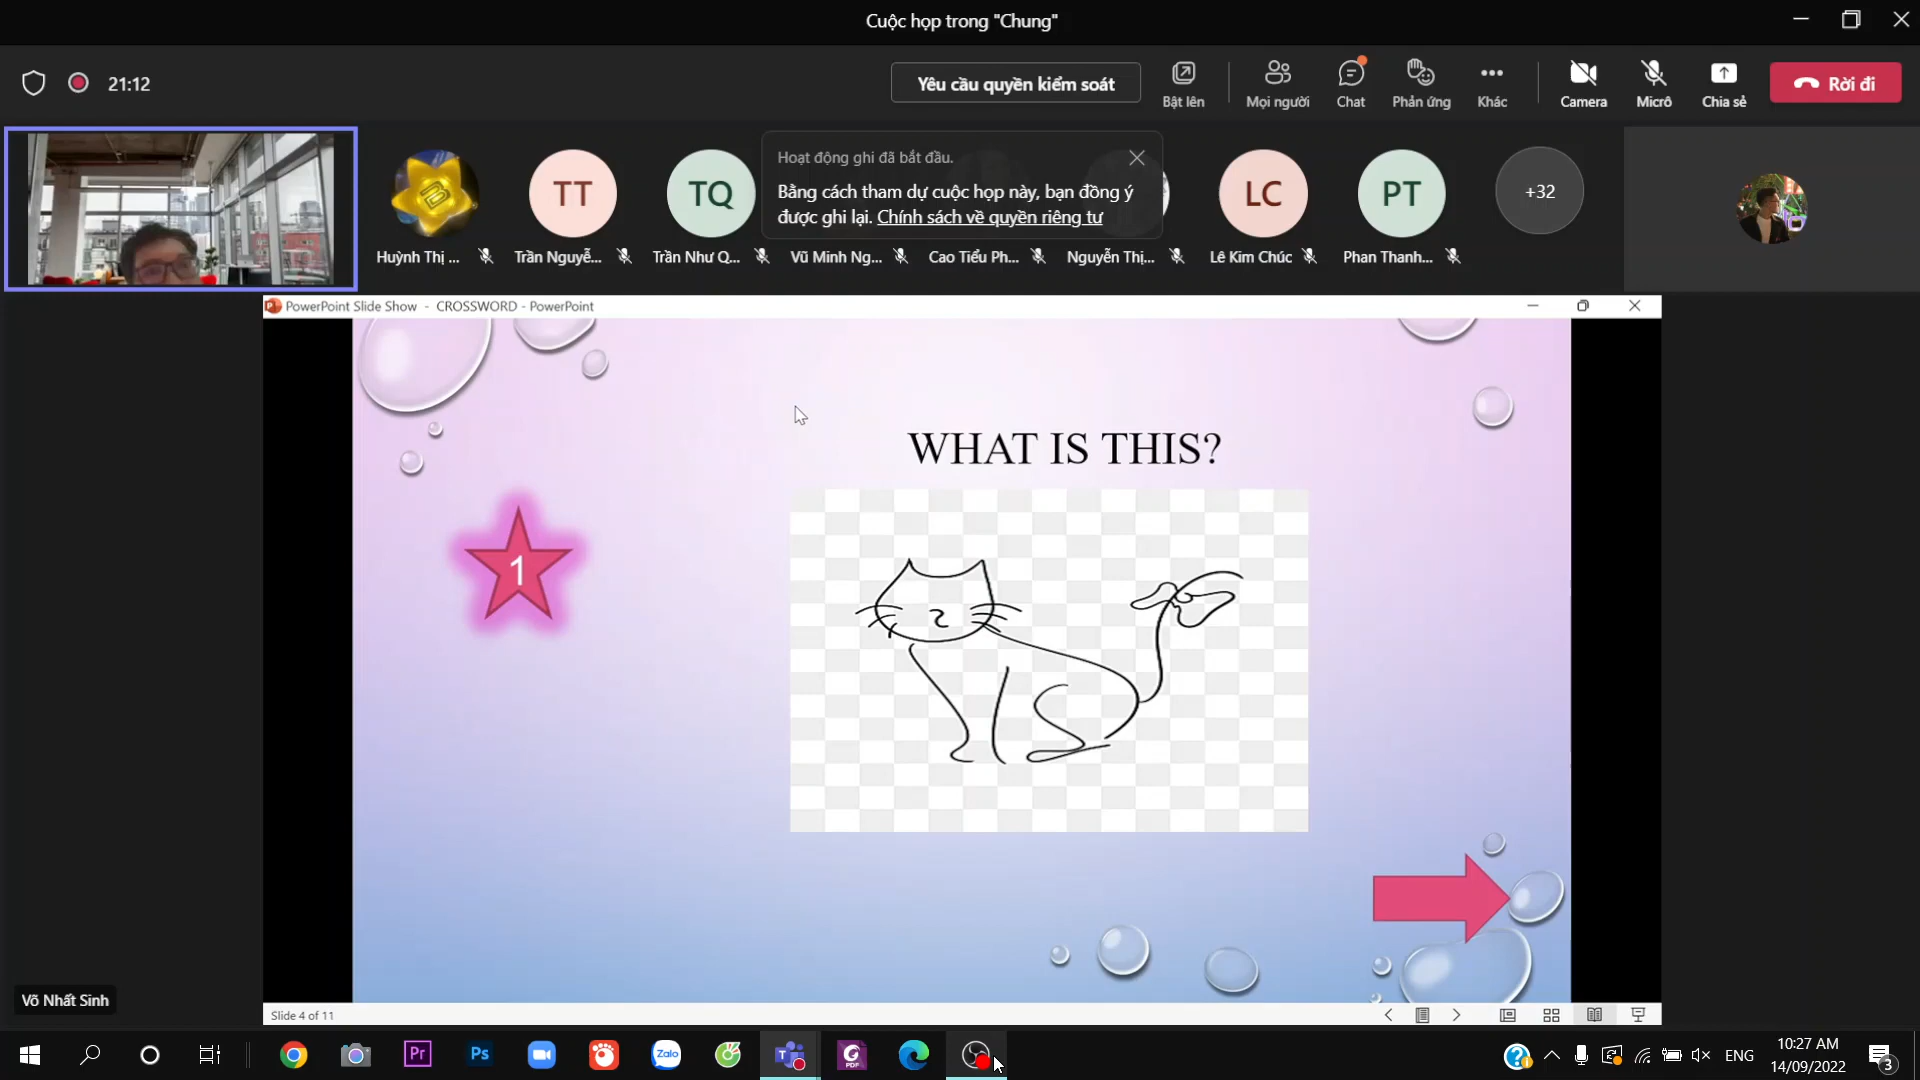 Cuộc họp trong "Chung"
21:12
Yêu cầu quyền kiểm soát
Bật lên
Mọi người
Chat
Phản ứng
Khác
Camera
Micrô
Chia sẻ
Rời đi
TT
TQ
LC
PT
+32
Hoạt động ghi đã bắt đầu.
Bằng cách tham dự cuộc họp này, bạn đồng ý
được ghi lại. Chính sách về quyền riêng tư
Huỳnh Thị ...
Trần Nguyễ...
Trần Như Q...
Vũ Minh Ng...
Cao Tiểu Ph...
Nguyễn Thị...
Lê Kim Chúc
Phan Thanh...
PowerPoint Slide Show - CROSSWORD - PowerPoint
WHAT IS THIS?
1
Võ Nhất Sinh
Slide 4 of 11
Pr
Ps
Zalo
T
PDF
ENG
10:27 AM
14/09/2022
3